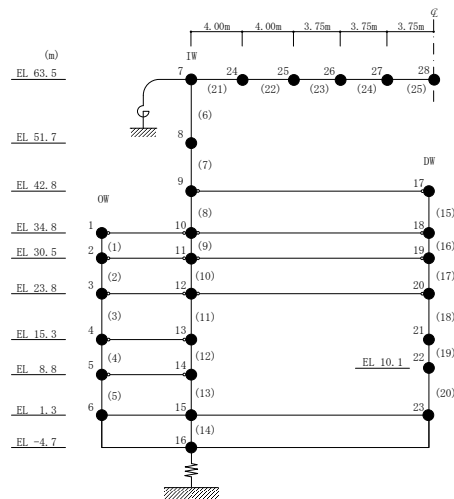 ℄
4.00m 4.00m 3.75m 3.75m 3.75m
(m) IW
EL 63.5 7 24 25 26 27 28
(21) (22) (23) (24) (25)
(6)
EL 51.7 8
(7)
DW
EL 42.8 9 17
OW
(8) (15)
EL 34.8 1 10 18
(1) (9) (16)
EL 30.5 2 11 19
(2) (10) (17)
EL 23.8 3 12 20
(3) (11) (18)
EL 15.3 4 13 21
(4) (12) (19)
EL 10.1 22
EL 8.8 5 14
(5) (13) (20)
EL 1.3 6 15 23
(14)
EL -4.7 16